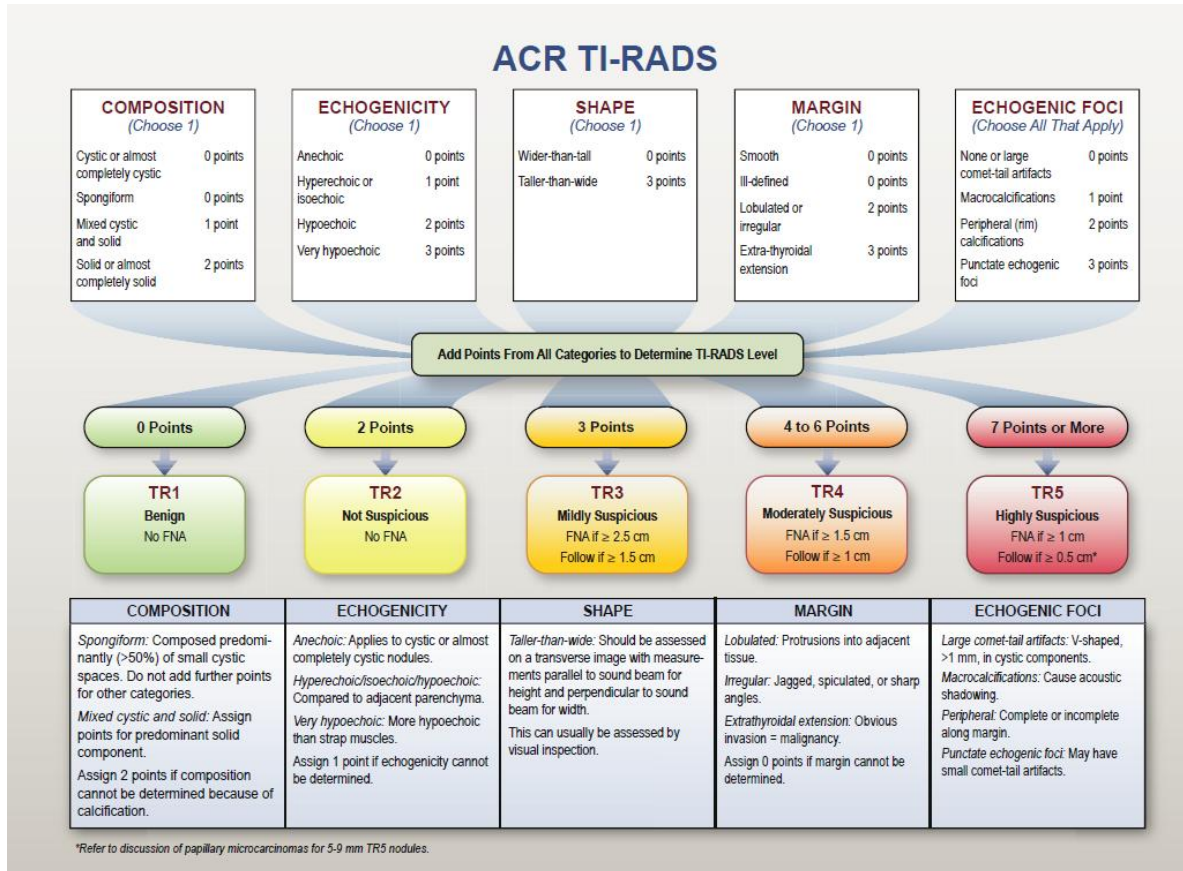 ACR TI-RADS
COMPOSITION
(Choose 1)
Cystic or almost 0 points
completely cystic
Spongiform 0 points
Mixed cystic 1 point
and solid
Solid or almost 2 points
completely solid
ECHOGENICITY
(Choose 1)
Anechoic 0 points
Hyperechoic or 1 point
isoechoic
Hypoechoic 2 points
Very hypoechoic 3 points
SHAPE
(Choose 1)
Wider-than-tall 0 points
Taller-than-wide 3 points
MARGIN
(Choose 1)
Smooth 0 points
Ill-defined 0 points
Lobulated or 2 points
irregular
Extra-thyroidal 3 points
extension
ECHOGENIC FOCI
(Choose All That Apply)
None or large 0 points
comet-tail artifacts
Macrocalcifications 1 point
Peripheral (rim) 2 points
calcifications
Punctate echogenic 3 points
foci
Add Points From All Categories to Determine TI-RADS Level
0 Points
2 Points
3 Points
4 to 6 Points
7 Points or More
TR1
Benign
No FNA
TR2
Not Suspicious
No FNA
TR3
Mildly Suspicious
FNA if ≥ 2.5 cm
Follow if ≥ 1.5 cm
TR4
Moderately Suspicious
FNA if ≥ 1.5 cm
Follow if ≥ 1 cm
TR5
Highly Suspicious
FNA if ≥ 1 cm
Follow if ≥ 0.5 cm*
COMPOSITION
Spongiform: Composed predomi-
nantly (>50%) of small cystic
spaces. Do not add further points
for other categories.
Mixed cystic and solid: Assign
points for predominant solid
component.
Assign 2 points if composition
cannot be determined because of
calcification.
ECHOGENICITY
Anechoic: Applies to cystic or almost
completely cystic nodules.
Hyperechoic/isoechoic/hypoechoic:
Compared to adjacent parenchyma.
Very hypoechoic: More hypoechoic
than strap muscles.
Assign 1 point if echogenicity cannot
be determined.
SHAPE
Taller-than-wide: Should be assessed
on a transverse image with measure-
ments parallel to sound beam for
height and perpendicular to sound
beam for width.
This can usually be assessed by
visual inspection.
MARGIN
Lobulated: Protrusions into adjacent
tissue.
Irregular: Jagged, spiculated, or sharp
angles.
Extrathyroidal extension: Obvious
invasion = malignancy.
Assign 0 points if margin cannot be
determined.
ECHOGENIC FOCI
Large comet-tail artifacts: V-shaped,
>1 mm, in cystic components.
Macrocalcifications: Cause acoustic
shadowing.
Peripheral: Complete or incomplete
along margin.
Punctate echogenic foci: May have
small comet-tail artifacts.
*Refer to discussion of papillary microcarcinomas for 5-9 mm TR5 nodules.